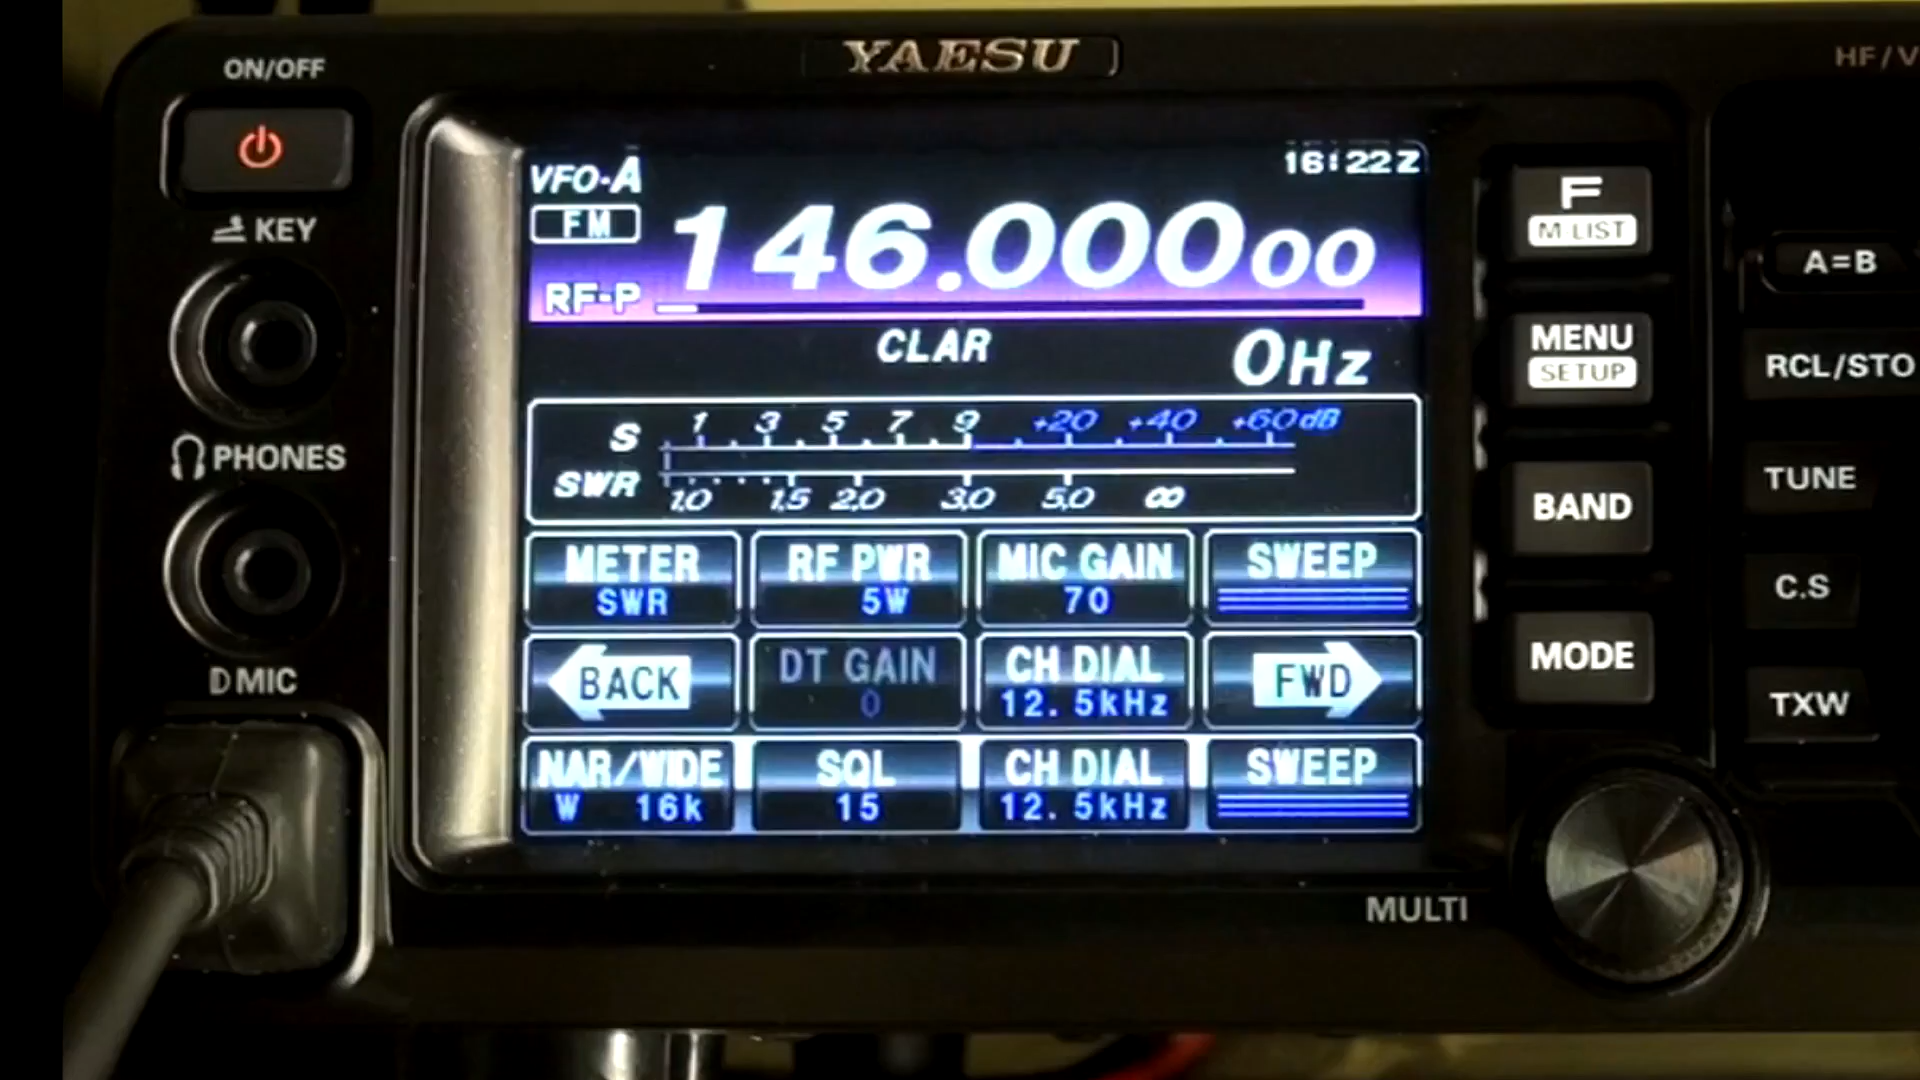 YAESU
HF/V
ON/OFF
KEY
PHONES
D MIC
VFO-A
16:22Z
FM
146.00000
RF-P
CLAR
0Hz
S 1 3 5 7 9 +20 +40 +60dB
SWR 1.0 1.5 2.0 3.0 5.0 ∞
METER RF PWR MIC GAIN SWEEP
SWR 5W 70
BACK DT GAIN CH DIAL FWD
0 12.5kHz
NAR/WIDE SQL CH DIAL SWEEP
W 16k 15 12.5kHz
F
M LIST
MENU
SETUP
BAND
MODE
MULTI
A=B
RCL/STO
TUNE
C.S
TXW